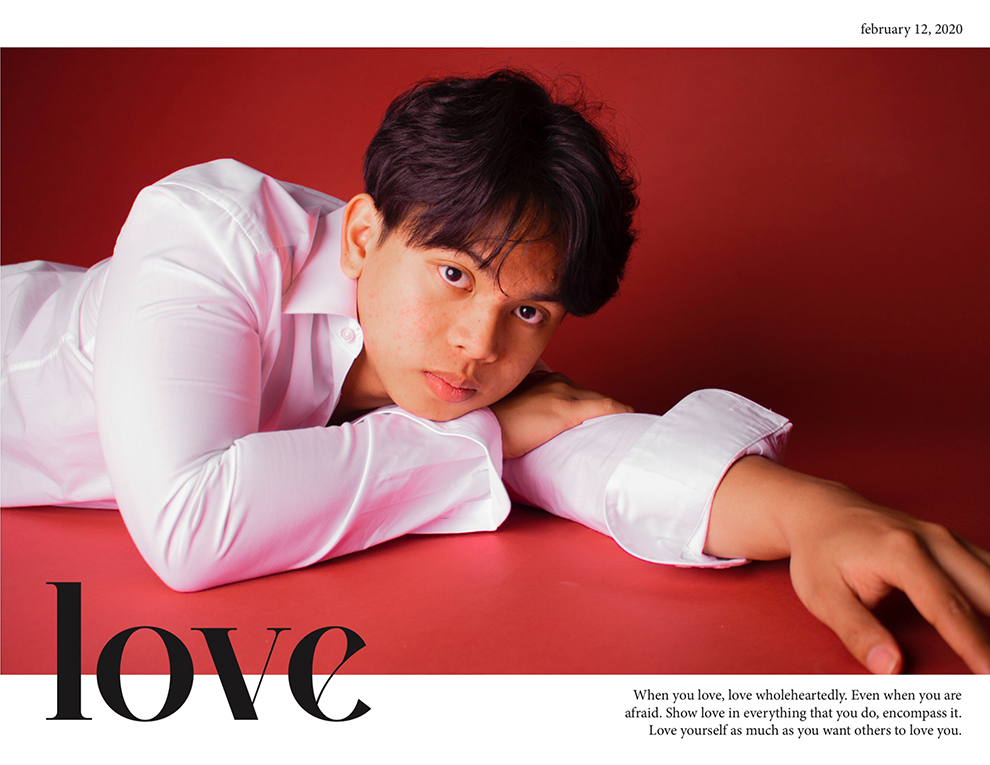 february 12, 2020
love
When you love, love wholeheartedly. Even when you are
afraid. Show love in everything that you do, encompass it.
Love yourself as much as you want others to love you.